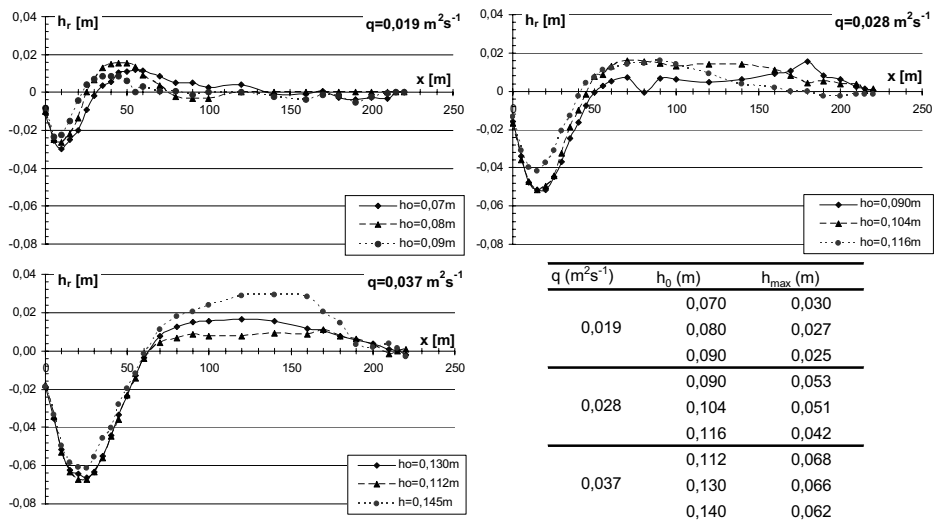 h_r [m]
q=0,019 m²s⁻¹
0,04
0,02
0
-0,02
-0,04
-0,06
-0,08
0 50 100 150 200 250
x [m]
ho=0,07m
ho=0,08m
ho=0,09m
h_r [m]
q=0,028 m²s⁻¹
0,04
0,02
0
-0,02
-0,04
-0,06
-0,08
0 50 100 150 200 250
x [m]
ho=0,090m
ho=0,104m
ho=0,116m
h_r [m]
q=0,037 m²s⁻¹
0,04
0,02
0,00
-0,02
-0,04
-0,06
-0,08
0 50 100 150 200 250
x [m]
ho=0,130m
ho=0,112m
h=0,145m
q (m²s⁻¹) h₀ (m) h_max (m)
0,070 0,030
0,019 0,080 0,027
0,090 0,025
0,090 0,053
0,028 0,104 0,051
0,116 0,042
0,112 0,068
0,037 0,130 0,066
0,140 0,062